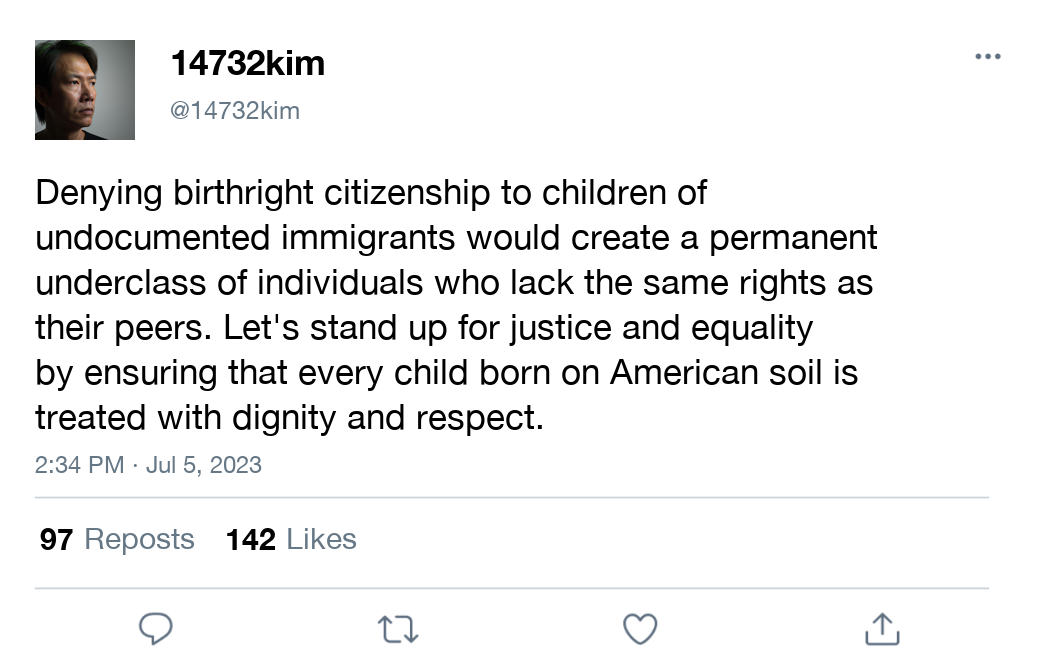 14732kim
@14732kim
Denying birthright citizenship to children of
undocumented immigrants would create a permanent
underclass of individuals who lack the same rights as
their peers. Let's stand up for justice and equality
by ensuring that every child born on American soil is
treated with dignity and respect.
2:34 PM · Jul 5, 2023
97 Reposts 142 Likes